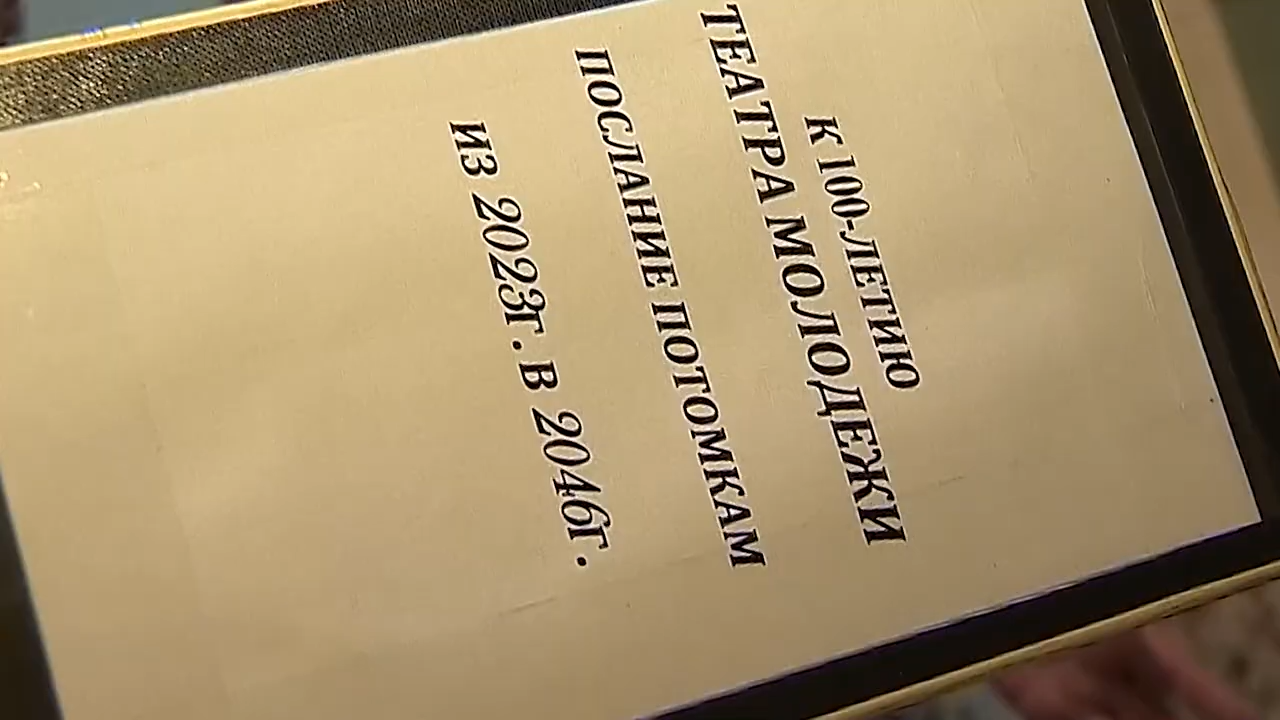 К 100-ЛЕТИЮ
ТЕАТРА МОЛОДЕЖИ
ПОСЛАНИЕ ПОТОМКАМ
ИЗ 2023г. В 2046г.